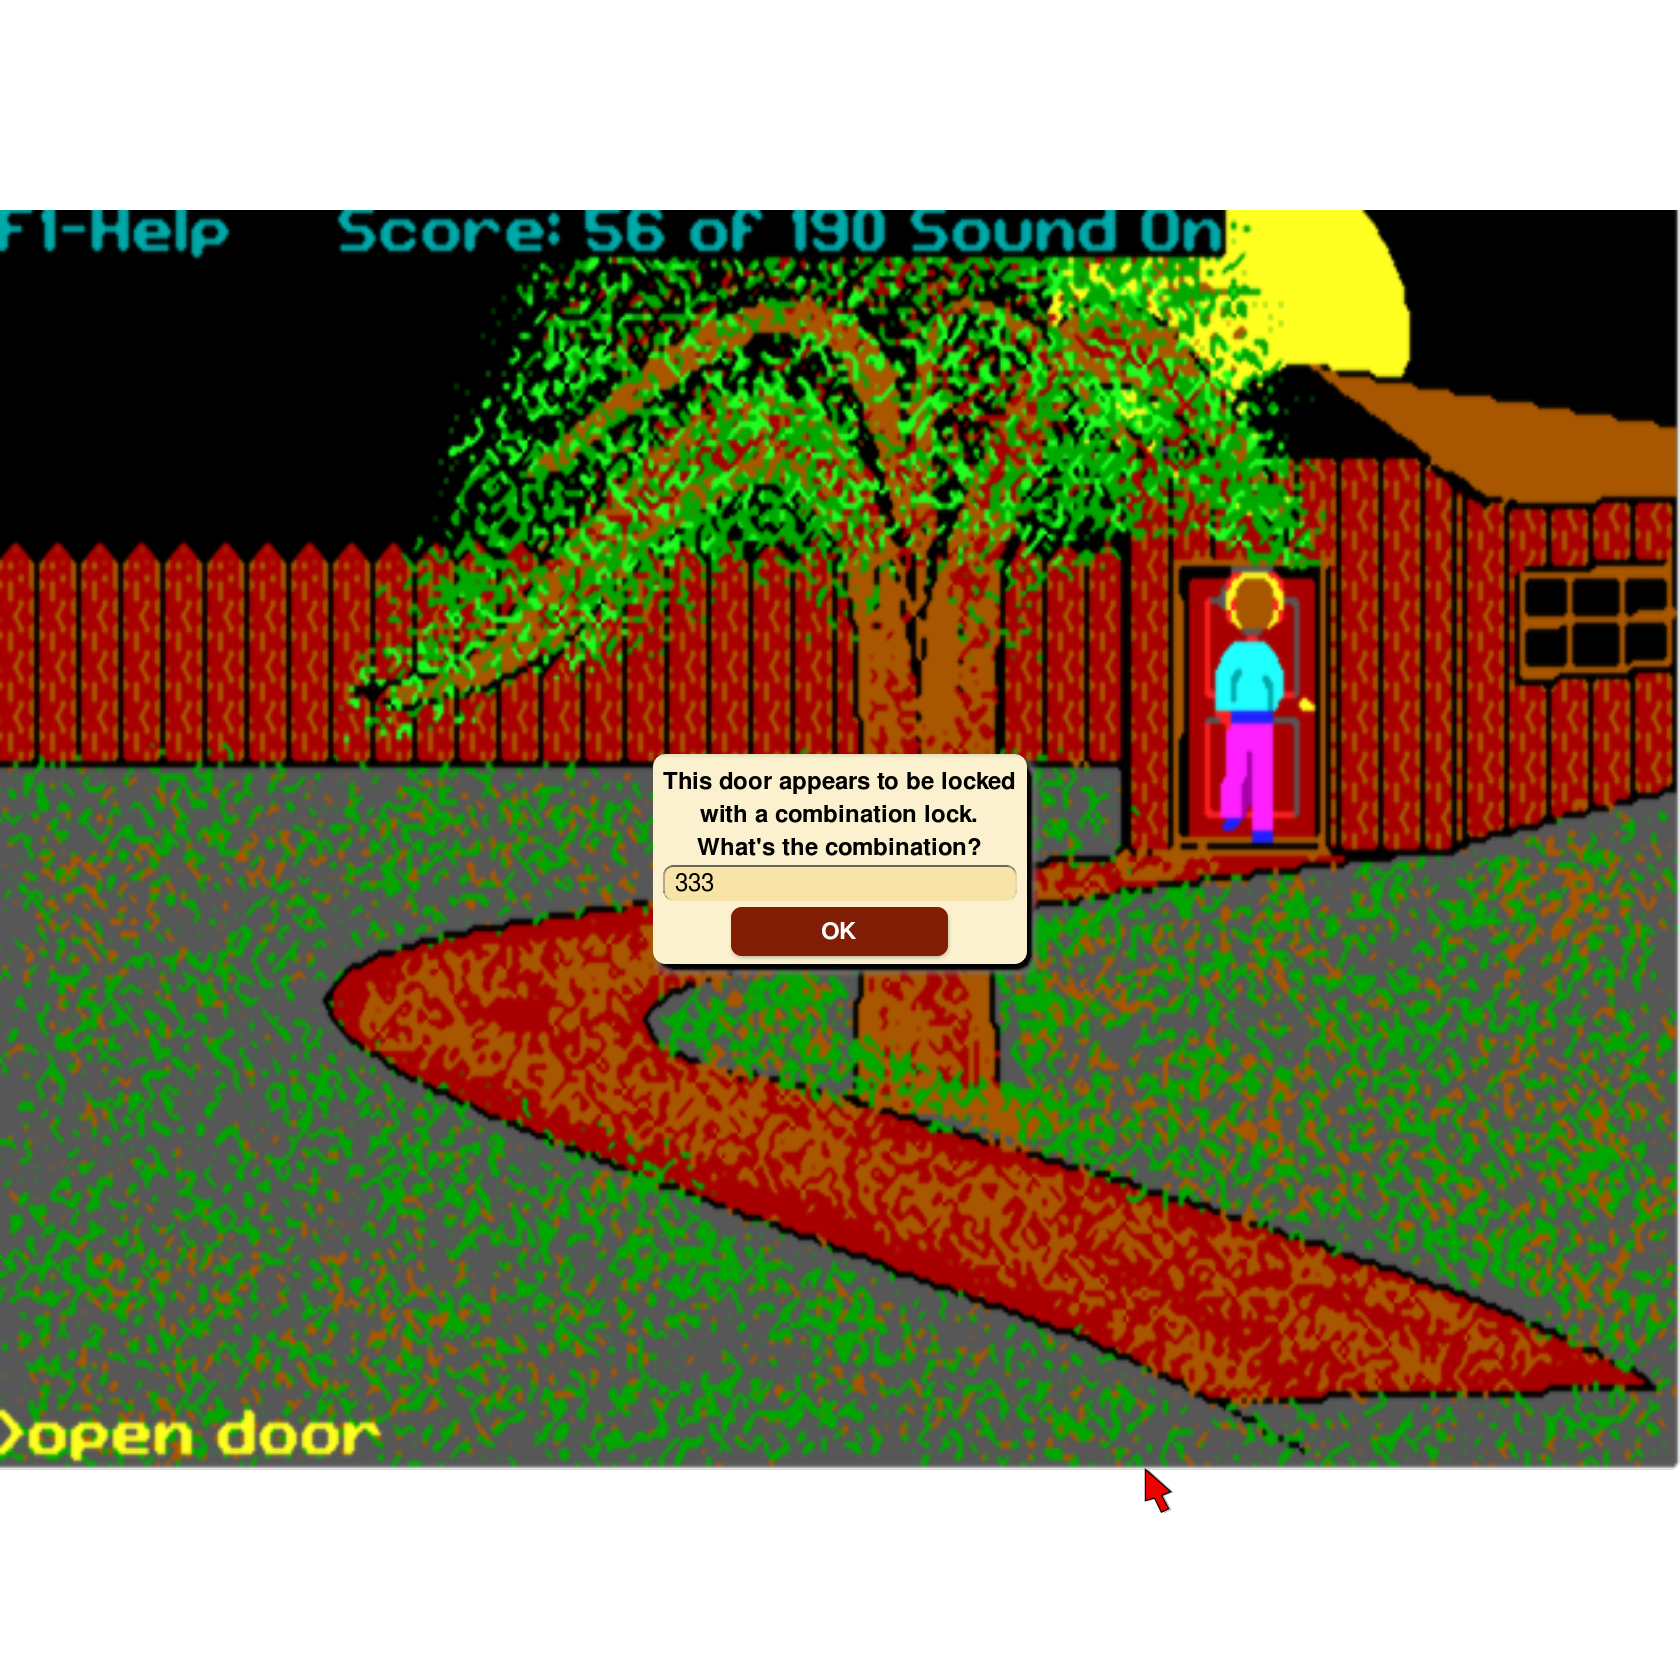 F1-Help Score: 56 of 190 Sound On
This door appears to be locked
with a combination lock.
What's the combination?
333
OK
>open door